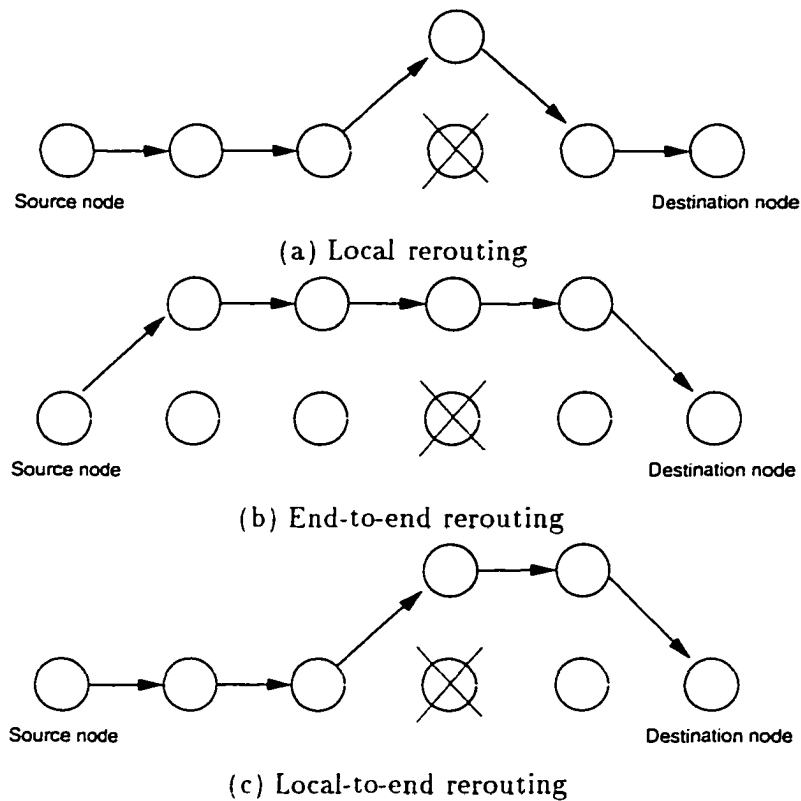 Source node
Destination node
(a) Local rerouting
Source node
Destination node
(b) End-to-end rerouting
Source node
Destination node
(c) Local-to-end rerouting